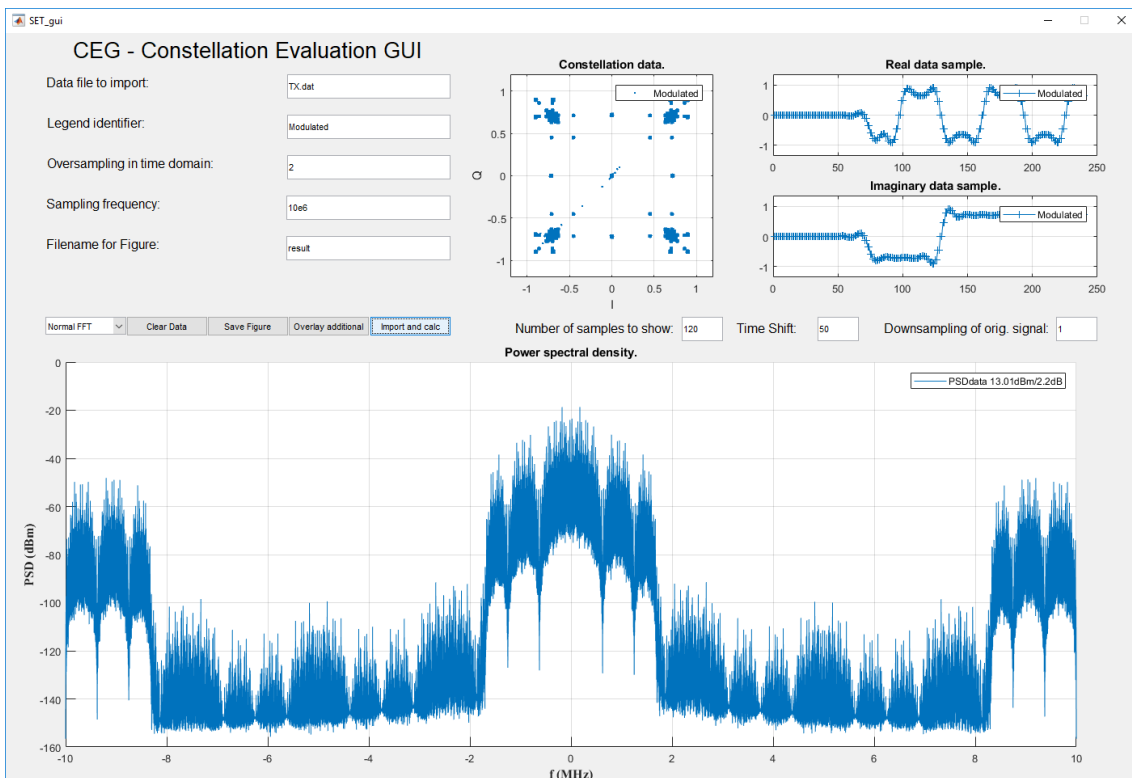 SET_gui
CEG - Constellation Evaluation GUI
Data file to import:
TX.dat
Legend identifier:
Modulated
Oversampling in time domain:
2
Sampling frequency:
10e6
Filename for Figure:
result
Normal FFT
Clear Data
Save Figure
Overlay additional
Import and calc
Constellation data.
Modulated
1
0.5
0
-0.5
-1
Q
-1 -0.5 0 0.5 1
I
Real data sample.
Modulated
1
0
-1
0 50 100 150 200 250
Imaginary data sample.
Modulated
1
0
-1
0 50 100 150 200 250
Number of samples to show:
120
Time Shift:
50
Downsampling of orig. signal:
1
Power spectral density.
PSDdata 13.01dBm/2.2dB
0
-20
-40
-60
-80
-100
-120
-140
-160
PSD (dBm)
-10 -8 -6 -4 -2 0 2 4 6 8 10
f (MHz)